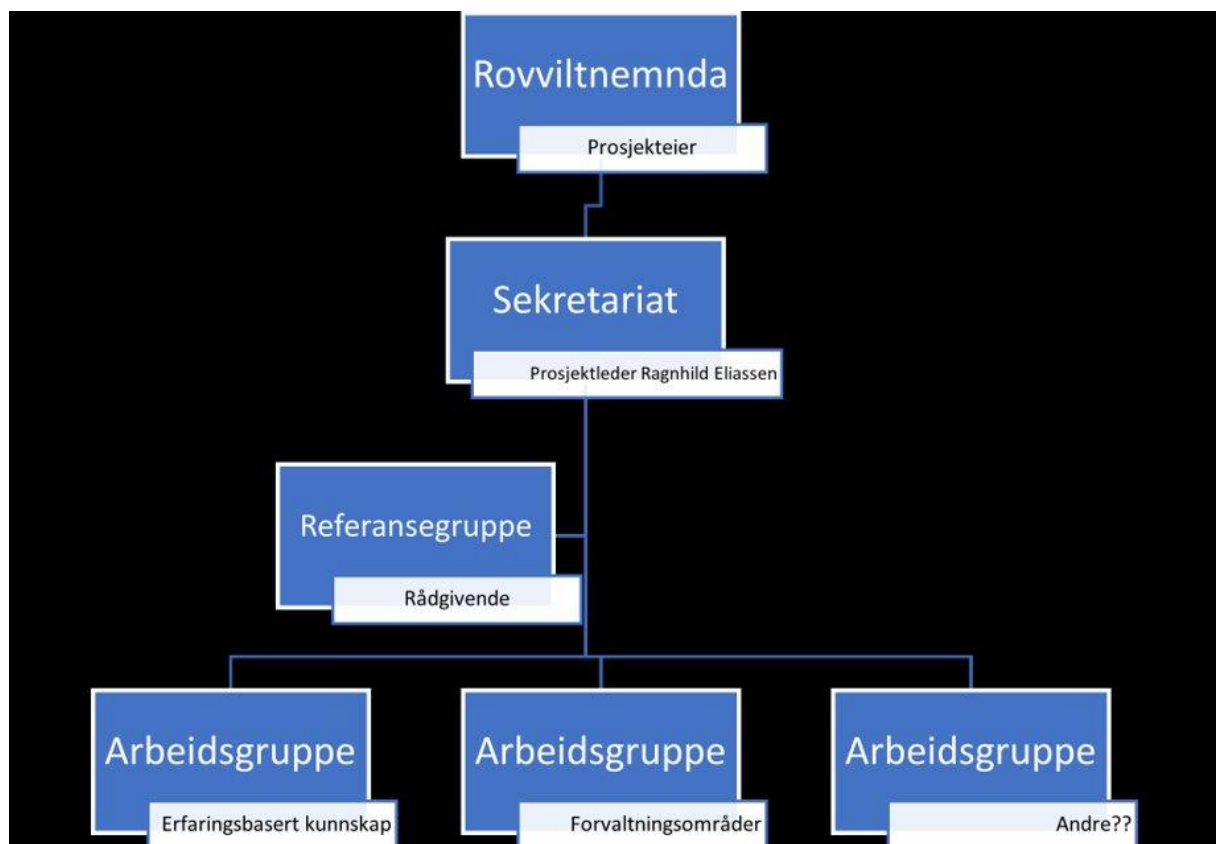 Rovviltnemnda
Prosjekteier
Sekretariat
Prosjektleder Ragnhild Eliassen
Referansegruppe
Rådgivende
Arbeidsgruppe
Erfaringsbasert kunnskap
Arbeidsgruppe
Forvaltningsområder
Arbeidsgruppe
Andre??